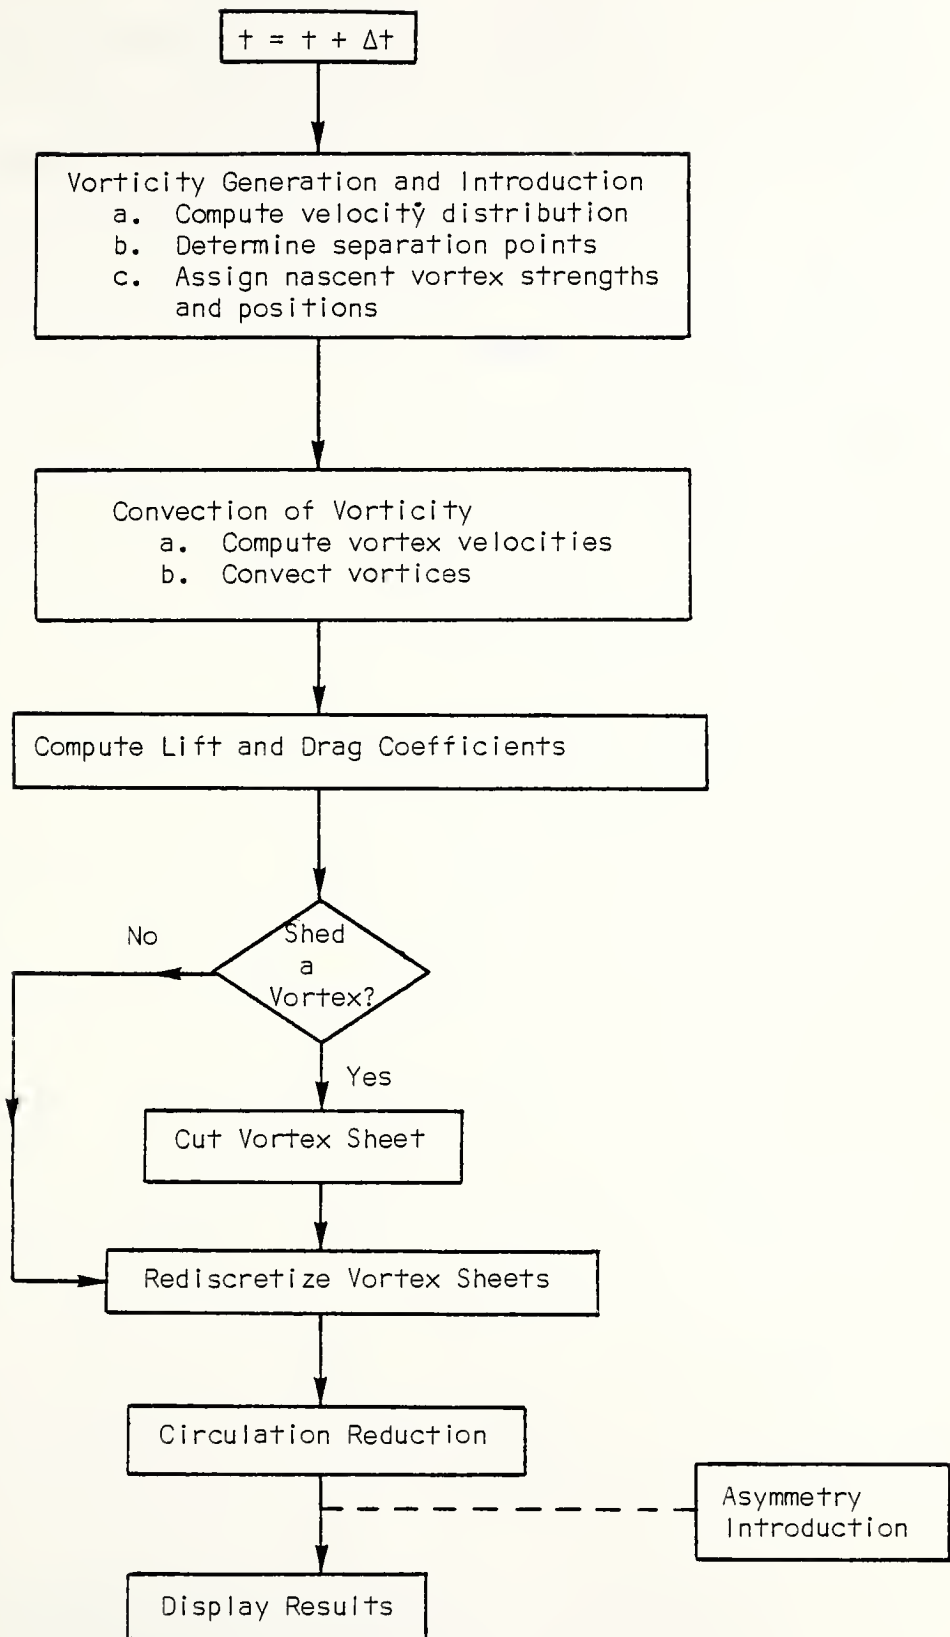 t = t + Δt
Vorticity Generation and Introduction
a. Compute velocity distribution
b. Determine separation points
c. Assign nascent vortex strengths
and positions
Convection of Vorticity
a. Compute vortex velocities
b. Convect vortices
Compute Lift and Drag Coefficients
No
Shed
a
Vortex?
Yes
Cut Vortex Sheet
Rediscretize Vortex Sheets
Circulation Reduction
Asymmetry
Introduction
Display Results